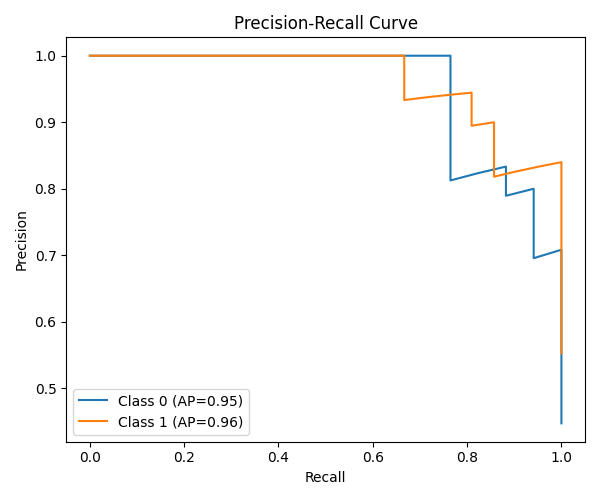 Precision-Recall Curve
1.0
0.9
0.8
0.7
0.6
0.5
Precision
Class 0 (AP=0.95)
Class 1 (AP=0.96)
0.0 0.2 0.4 0.6 0.8 1.0
Recall